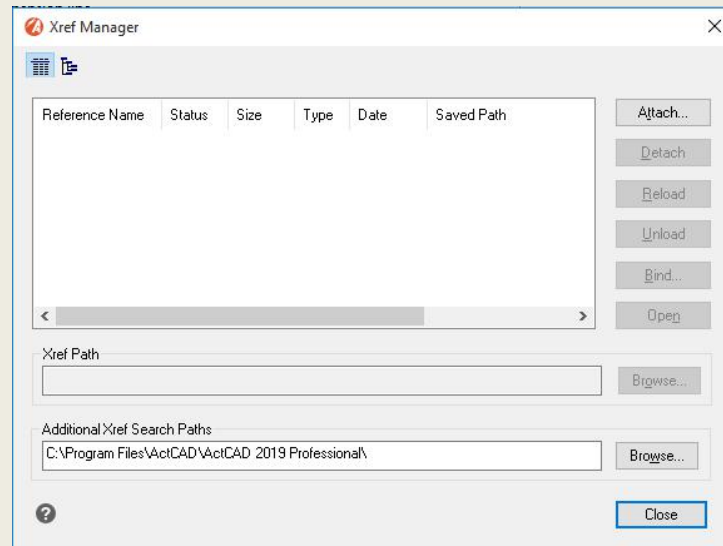 Xref Manager
Reference Name Status Size Type Date Saved Path
Attach...
Detach
Reload
Unload
Bind...
Open
Xref Path
Browse...
Additional Xref Search Paths
C:\Program Files\ActCAD\ActCAD 2019 Professional\
Browse...
Close